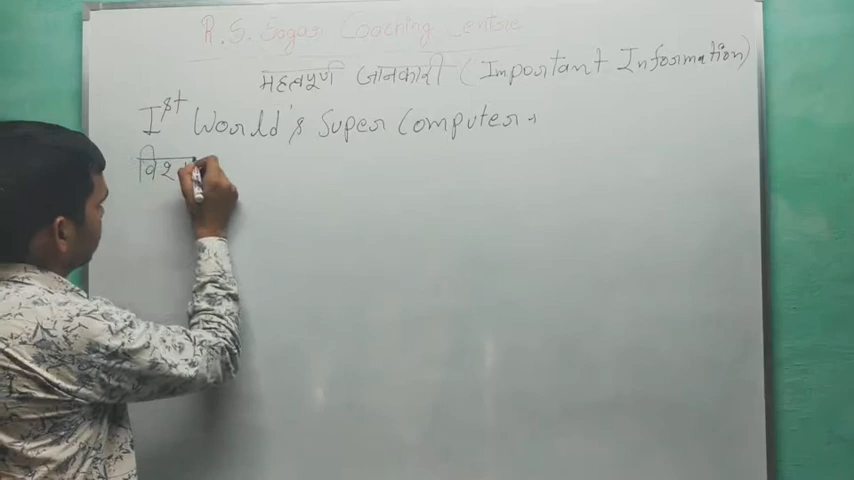 R.S. Sagar Coaching Centre
महत्वपूर्ण जानकारी (Important Information)
Ist World's Super Computer.
विश्